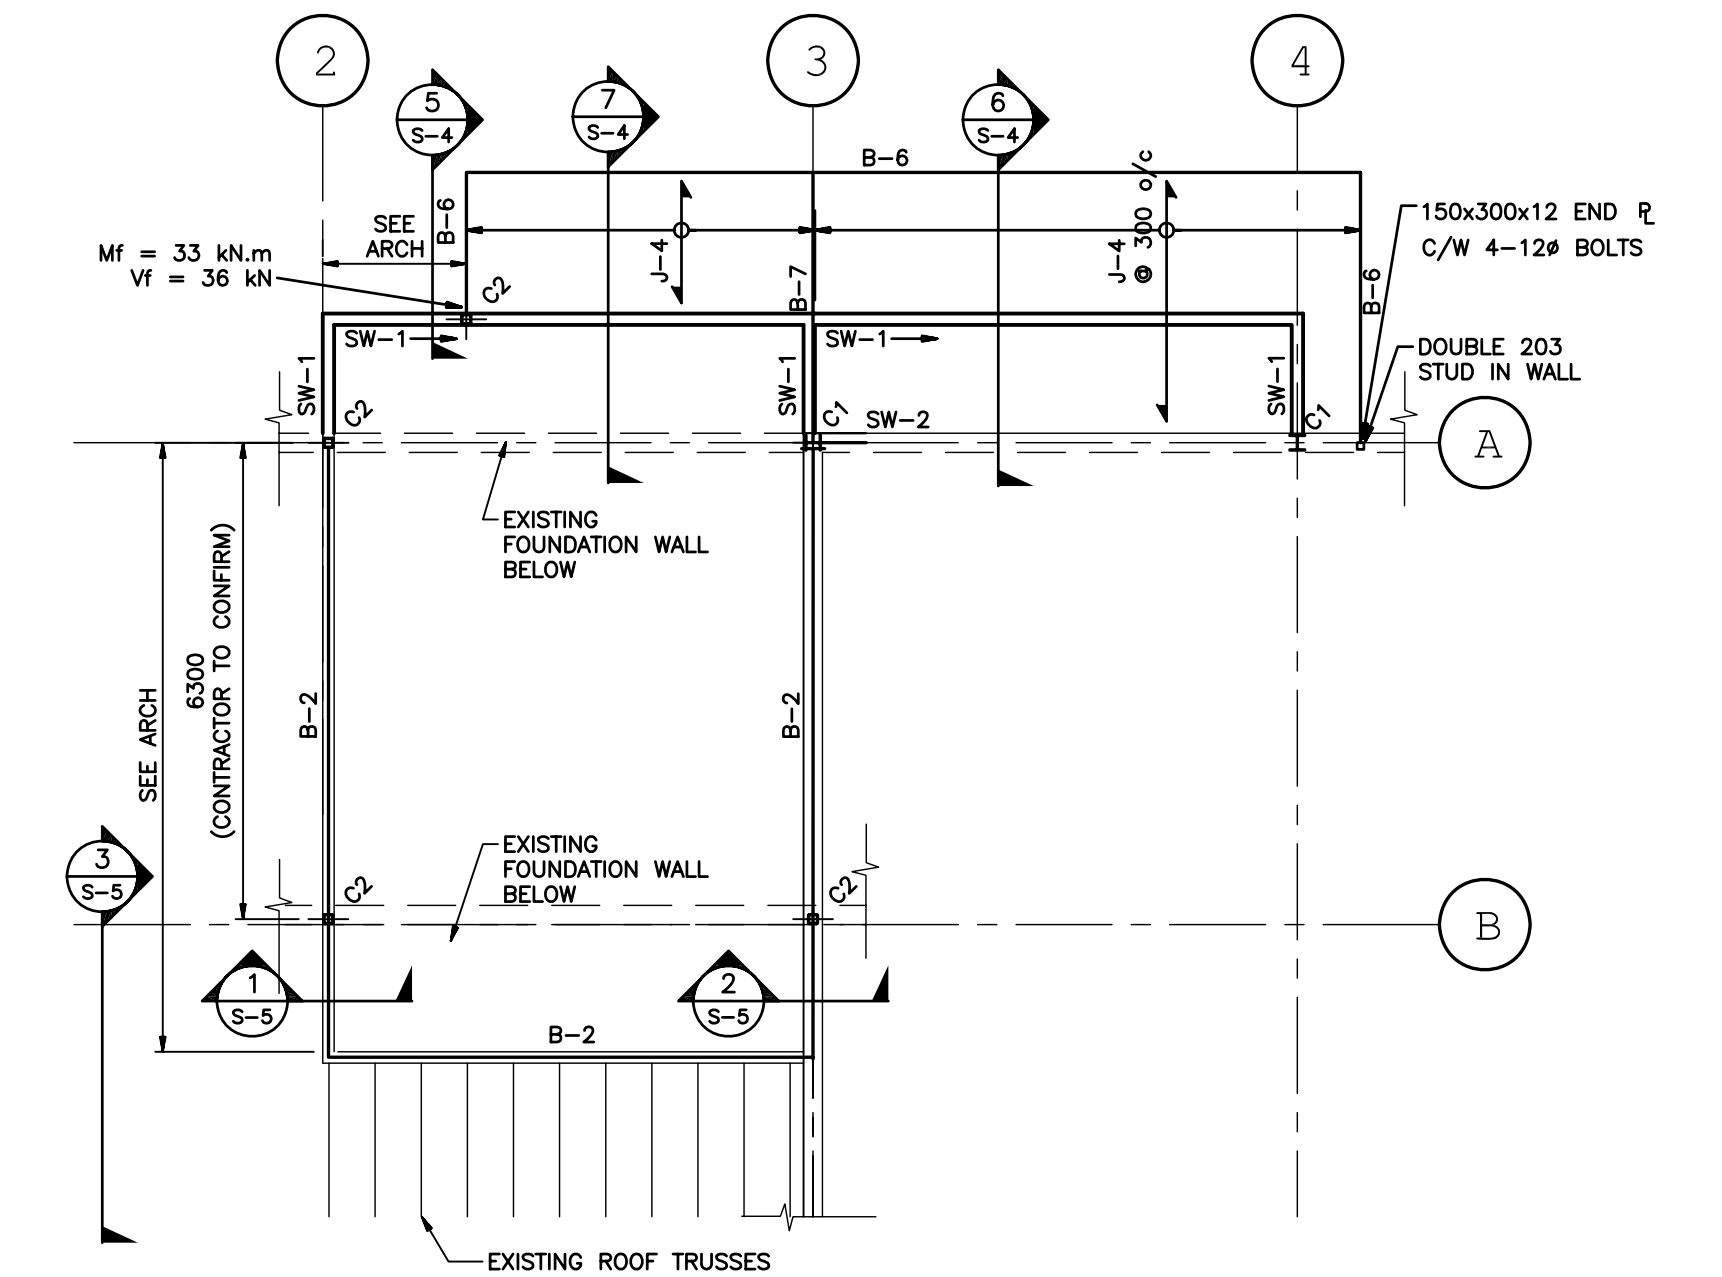 2
3
4
5
S-4
7
S-4
6
S-4
B-6
SEE
ARCH
B-6
Mf = 33 kN.m
Vf = 36 kN
C2
J-4
B-7
J-4
@ 300 o/c
B-6
150x300x12 END ℄
C/W 4-12ø BOLTS
DOUBLE 203
STUD IN WALL
SW-1
SW-1
SW-1
SW-1
SW-1
C2
C1
SW-2
C1
A
EXISTING
FOUNDATION WALL
BELOW
6300
(CONTRACTOR TO CONFIRM)
SEE ARCH
B-2
B-2
3
S-5
EXISTING
FOUNDATION WALL
BELOW
C2
C2
B
1
S-5
2
S-5
B-2
EXISTING ROOF TRUSSES